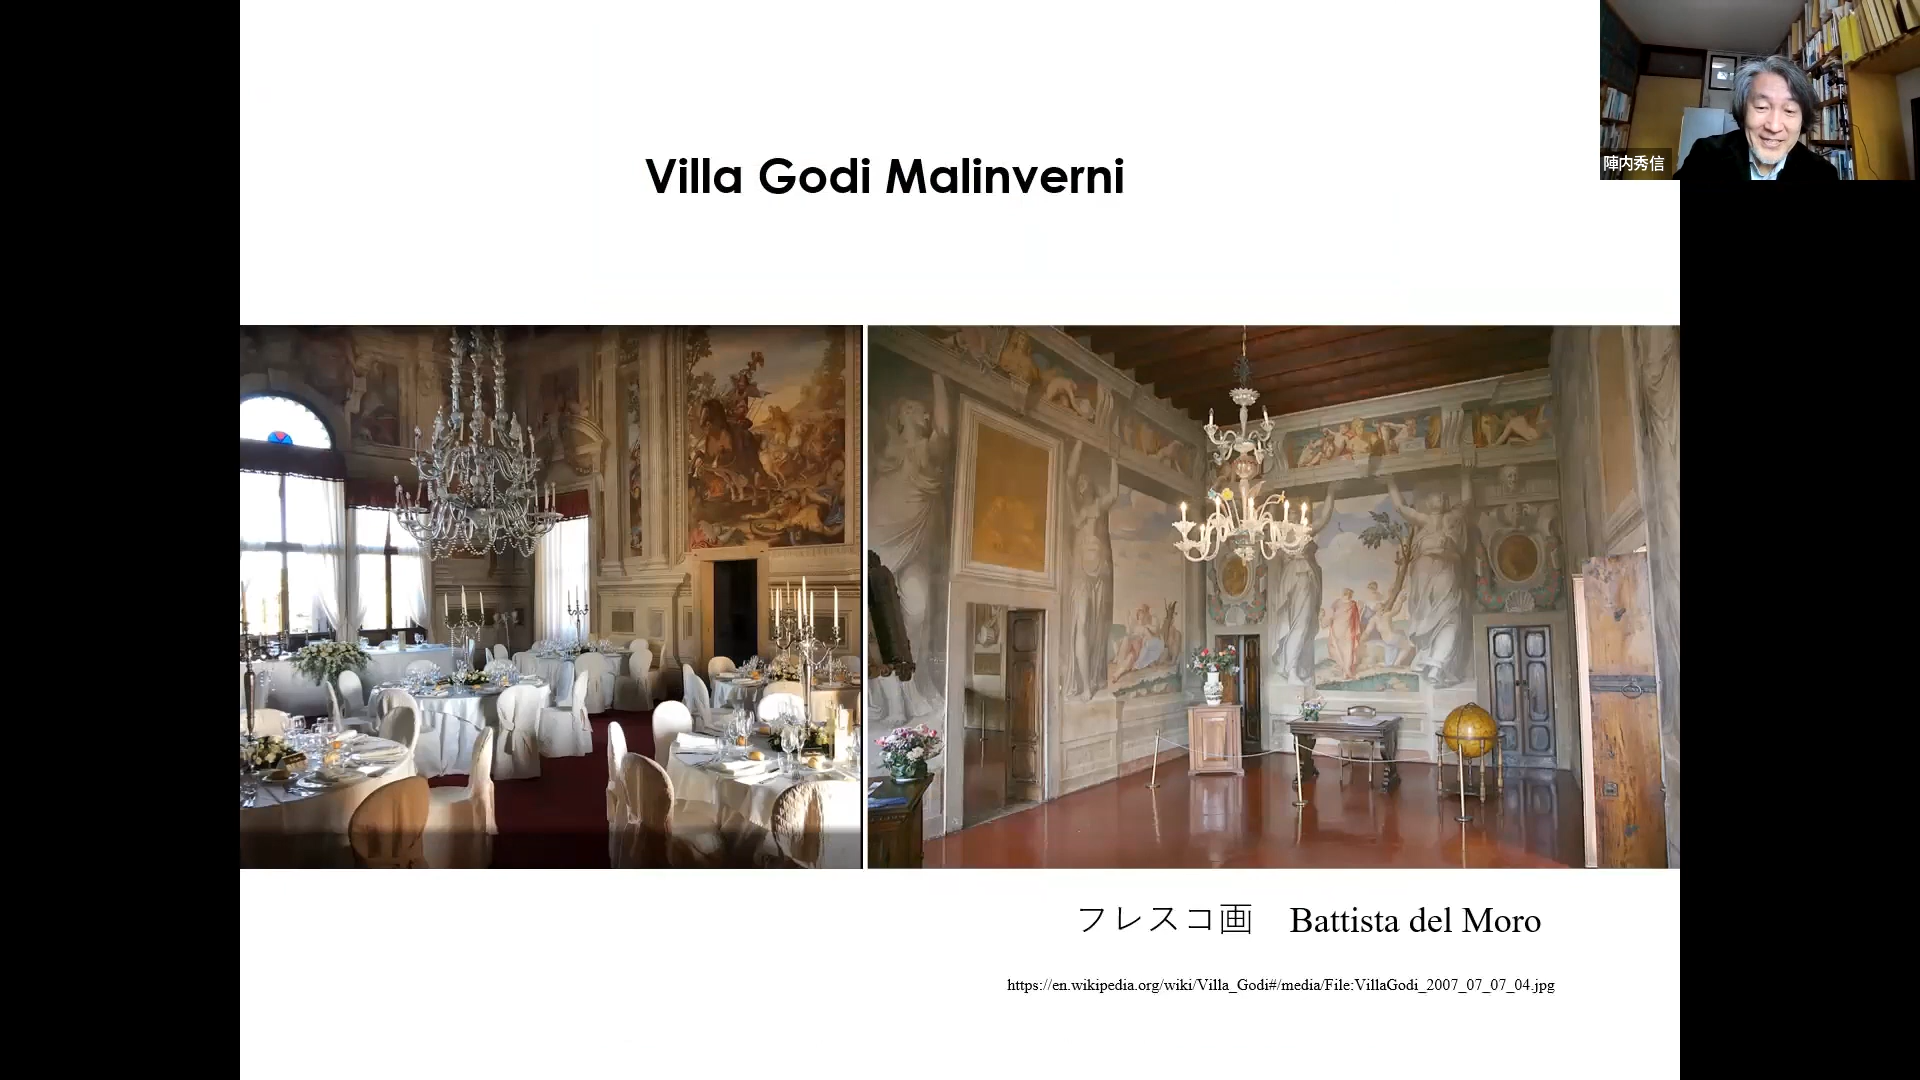 Villa Godi Malinverni
陣内秀信
フレスコ画　Battista del Moro
https://en.wikipedia.org/wiki/Villa_Godi#/media/File:VillaGodi_2007_07_07_04.jpg